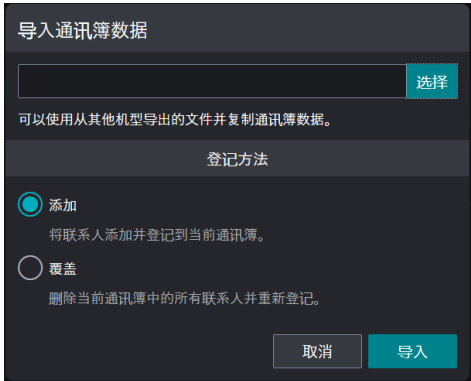 导入通讯簿数据
选择
可以使用从其他机型导出的文件并复制通讯簿数据。
登记方法
添加
将联系人添加并登记到当前通讯簿。
覆盖
删除当前通讯簿中的所有联系人并重新登记。
取消 导入